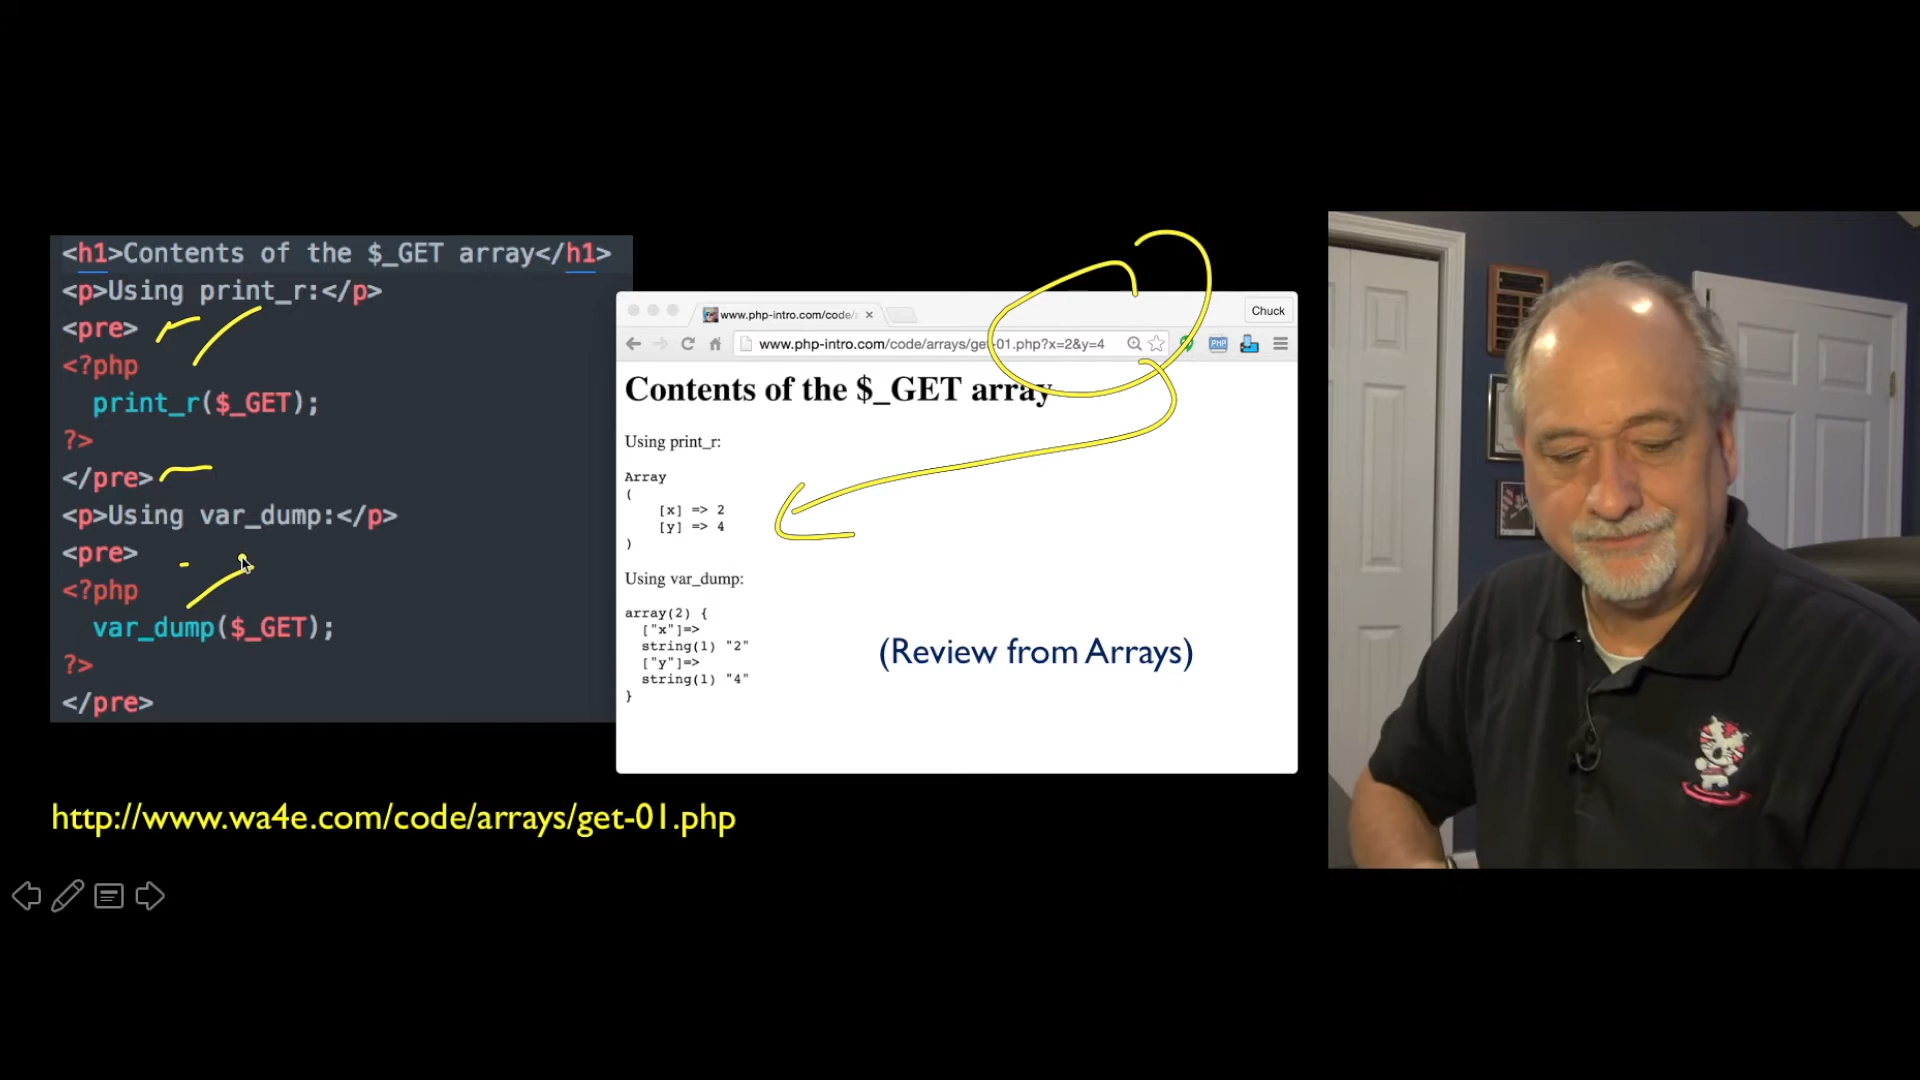 <h1>Contents of the $_GET array</h1>
<p>Using print_r:</p>
<pre>
<?php
print_r($_GET);
?>
</pre>
<p>Using var_dump:</p>
<pre>
<?php
var_dump($_GET);
?>
</pre>
www.php-intro.com/code/a
Chuck
www.php-intro.com/code/arrays/get-01.php?x=2&y=4
PHP
Contents of the $_GET array
Using print_r:
Array
(
[x] => 2
[y] => 4
)
Using var_dump:
array(2) {
["x"]=>
string(1) "2"
["y"]=>
string(1) "4"
}
(Review from Arrays)
http://www.wa4e.com/code/arrays/get-01.php